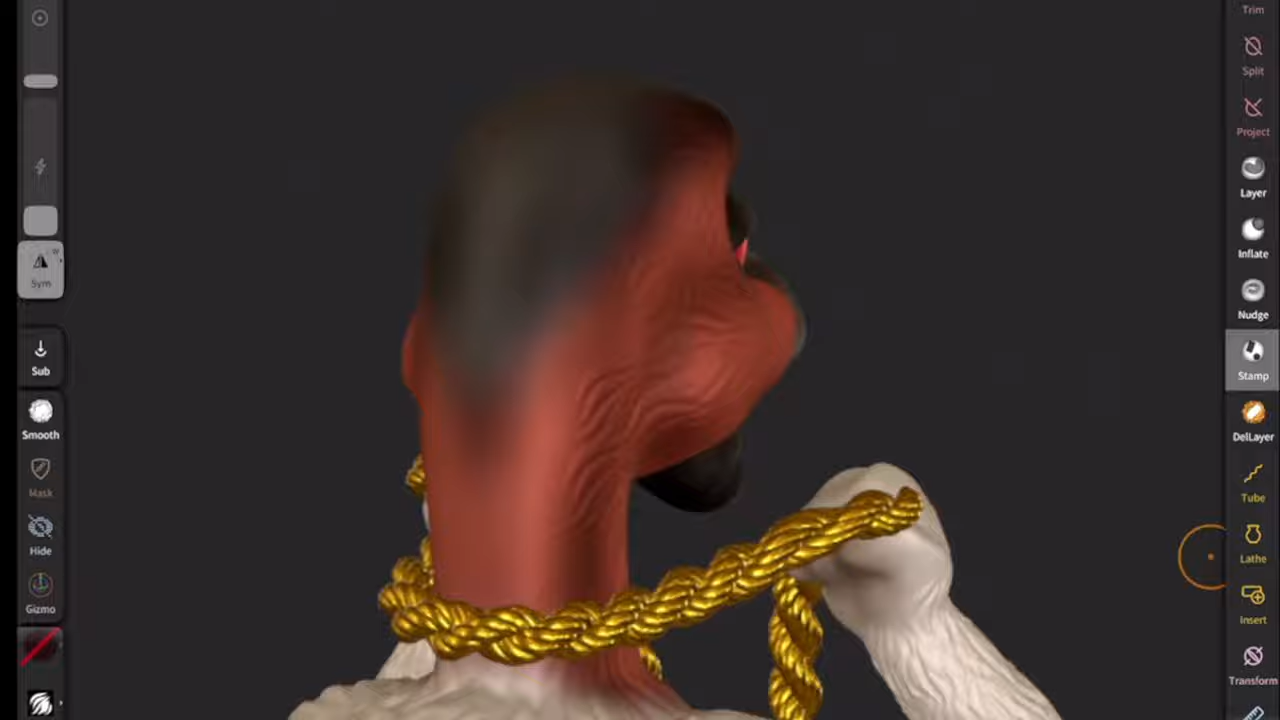 Sym
Sub
Smooth
Mask
Hide
Gizmo
Trim
Split
Project
Layer
Inflate
Nudge
Stamp
DelLayer
Tube
Lathe
Insert
Transform